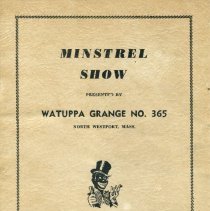 MINSTREL
SHOW
PRESENTED BY
WATUPPA GRANGE NO. 365
NORTH WESTPORT, MASS.